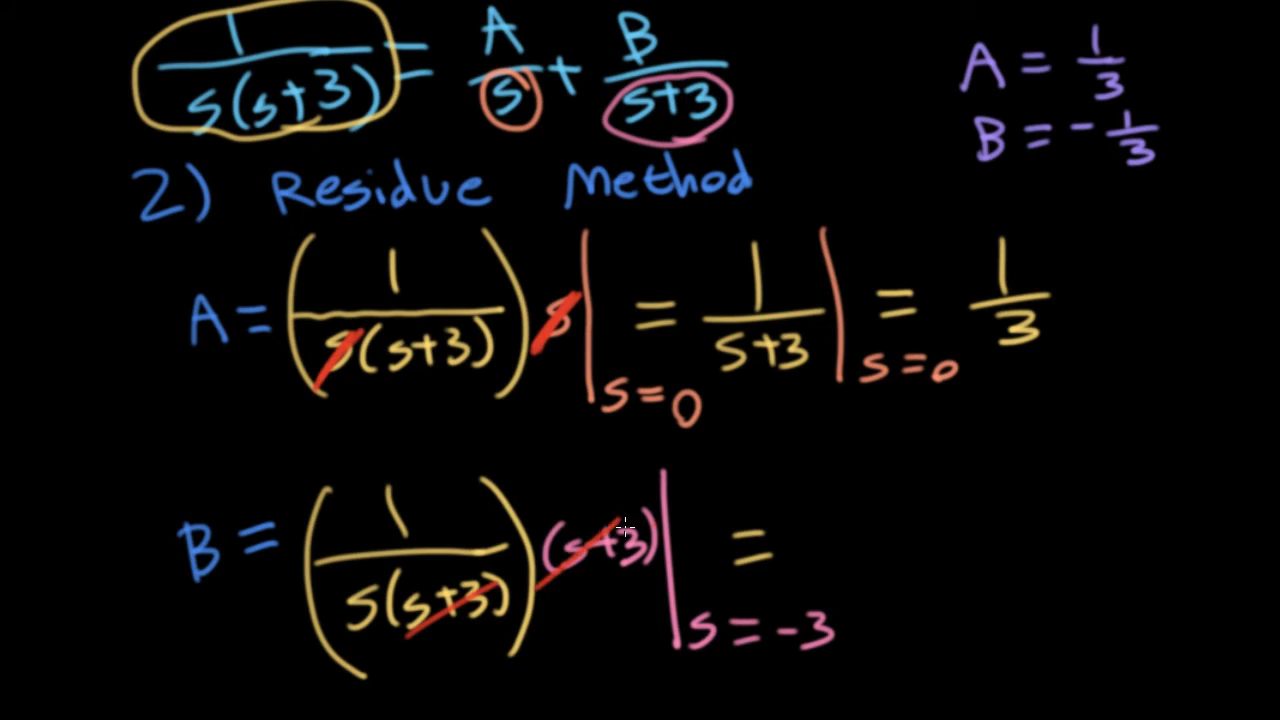 1/(s(s+3)) = A/s + B/(s+3)
A = 1/3
B = -1/3
2) Residue Method
A = (1/(s(s+3))) s |s=0 = 1/(s+3) |s=0 = 1/3
B = (1/(s(s+3))) (s+3) |s=-3 =